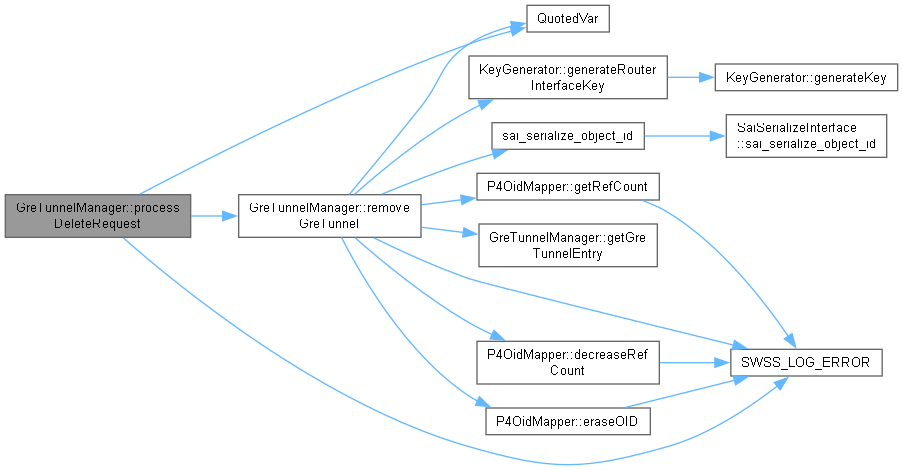 QuotedVar
KeyGenerator::generateRouter
InterfaceKey
KeyGenerator::generateKey
sai_serialize_object_id
SaiSerializeInterface
::sai_serialize_object_id
P4OidMapper::getRefCount
GreTunnelManager::process
DeleteRequest
GreTunnelManager::remove
GreTunnel
GreTunnelManager::getGre
TunnelEntry
P4OidMapper::decreaseRef
Count
SWSS_LOG_ERROR
P4OidMapper::eraseOID